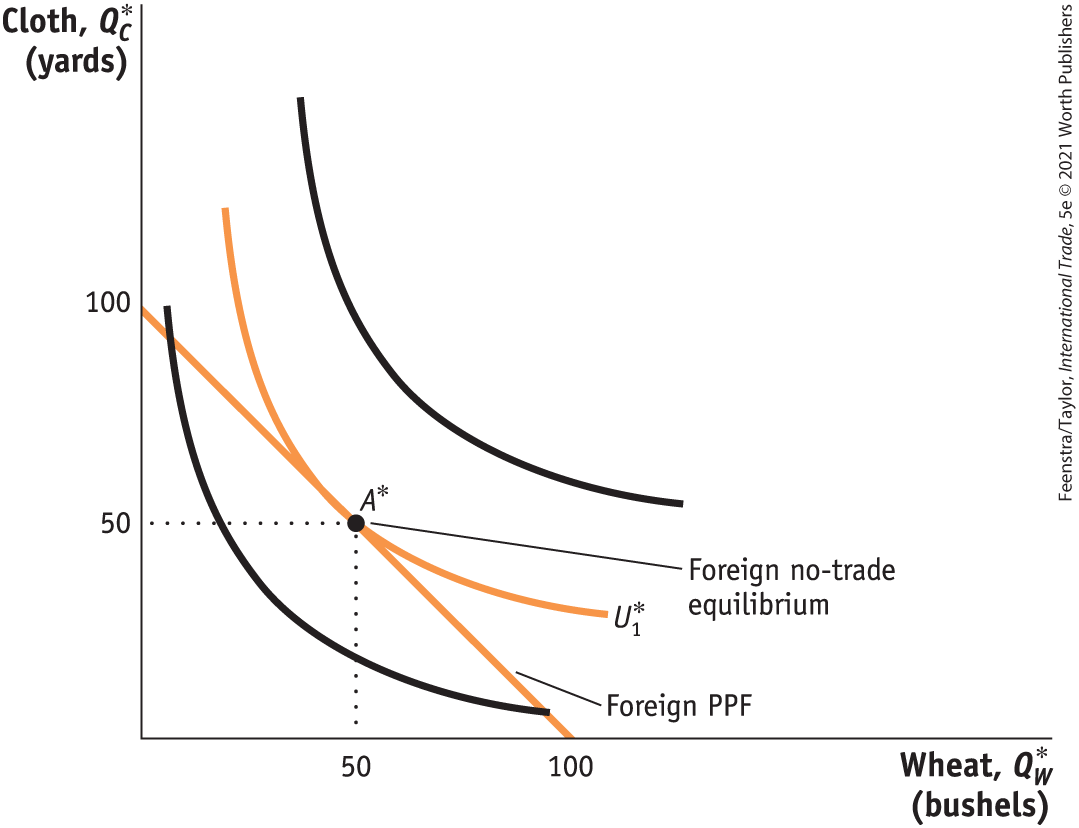 Cloth, Q*C
(yards)
100
50
A*
Foreign no-trade
equilibrium
U*1
Foreign PPF
50
100
Wheat, Q*W
(bushels)
Feenstra/Taylor, International Trade, 5e © 2021 Worth Publishers